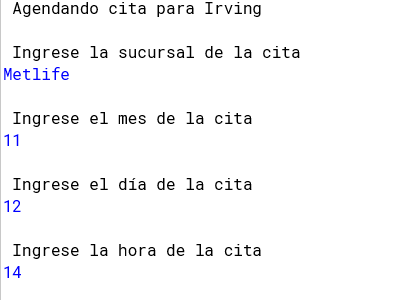 Agendando cita para Irving
Ingrese la sucursal de la cita
Metlife
Ingrese el mes de la cita
11
Ingrese el día de la cita
12
Ingrese la hora de la cita
14